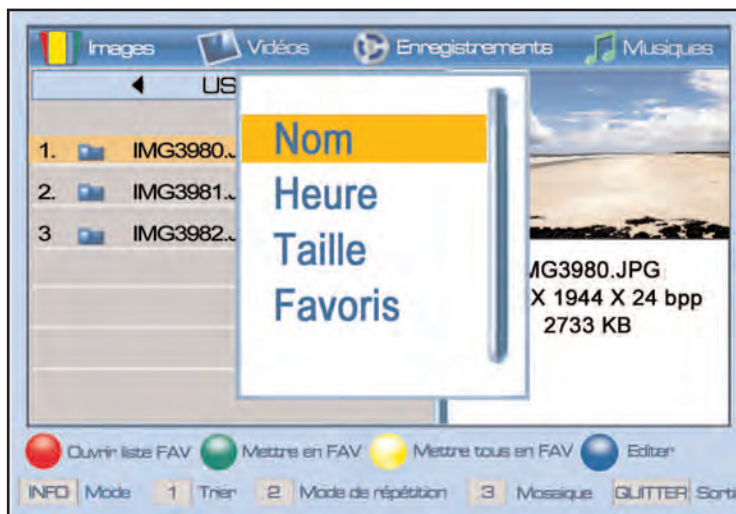 Images Vidéos Enregistrements Musiques
US
1. IMG3980.J
2. IMG3981.J
3 IMG3982.J
Nom
Heure
Taille
Favoris
MG3980.JPG
X 1944 X 24 bpp
2733 KB
Ouvrir liste FAV Mettre en FAV Mettre tous en FAV Editer
INFO Mode 1 Trier 2 Mode de répétition 3 Mosaique QUITTER Sorti